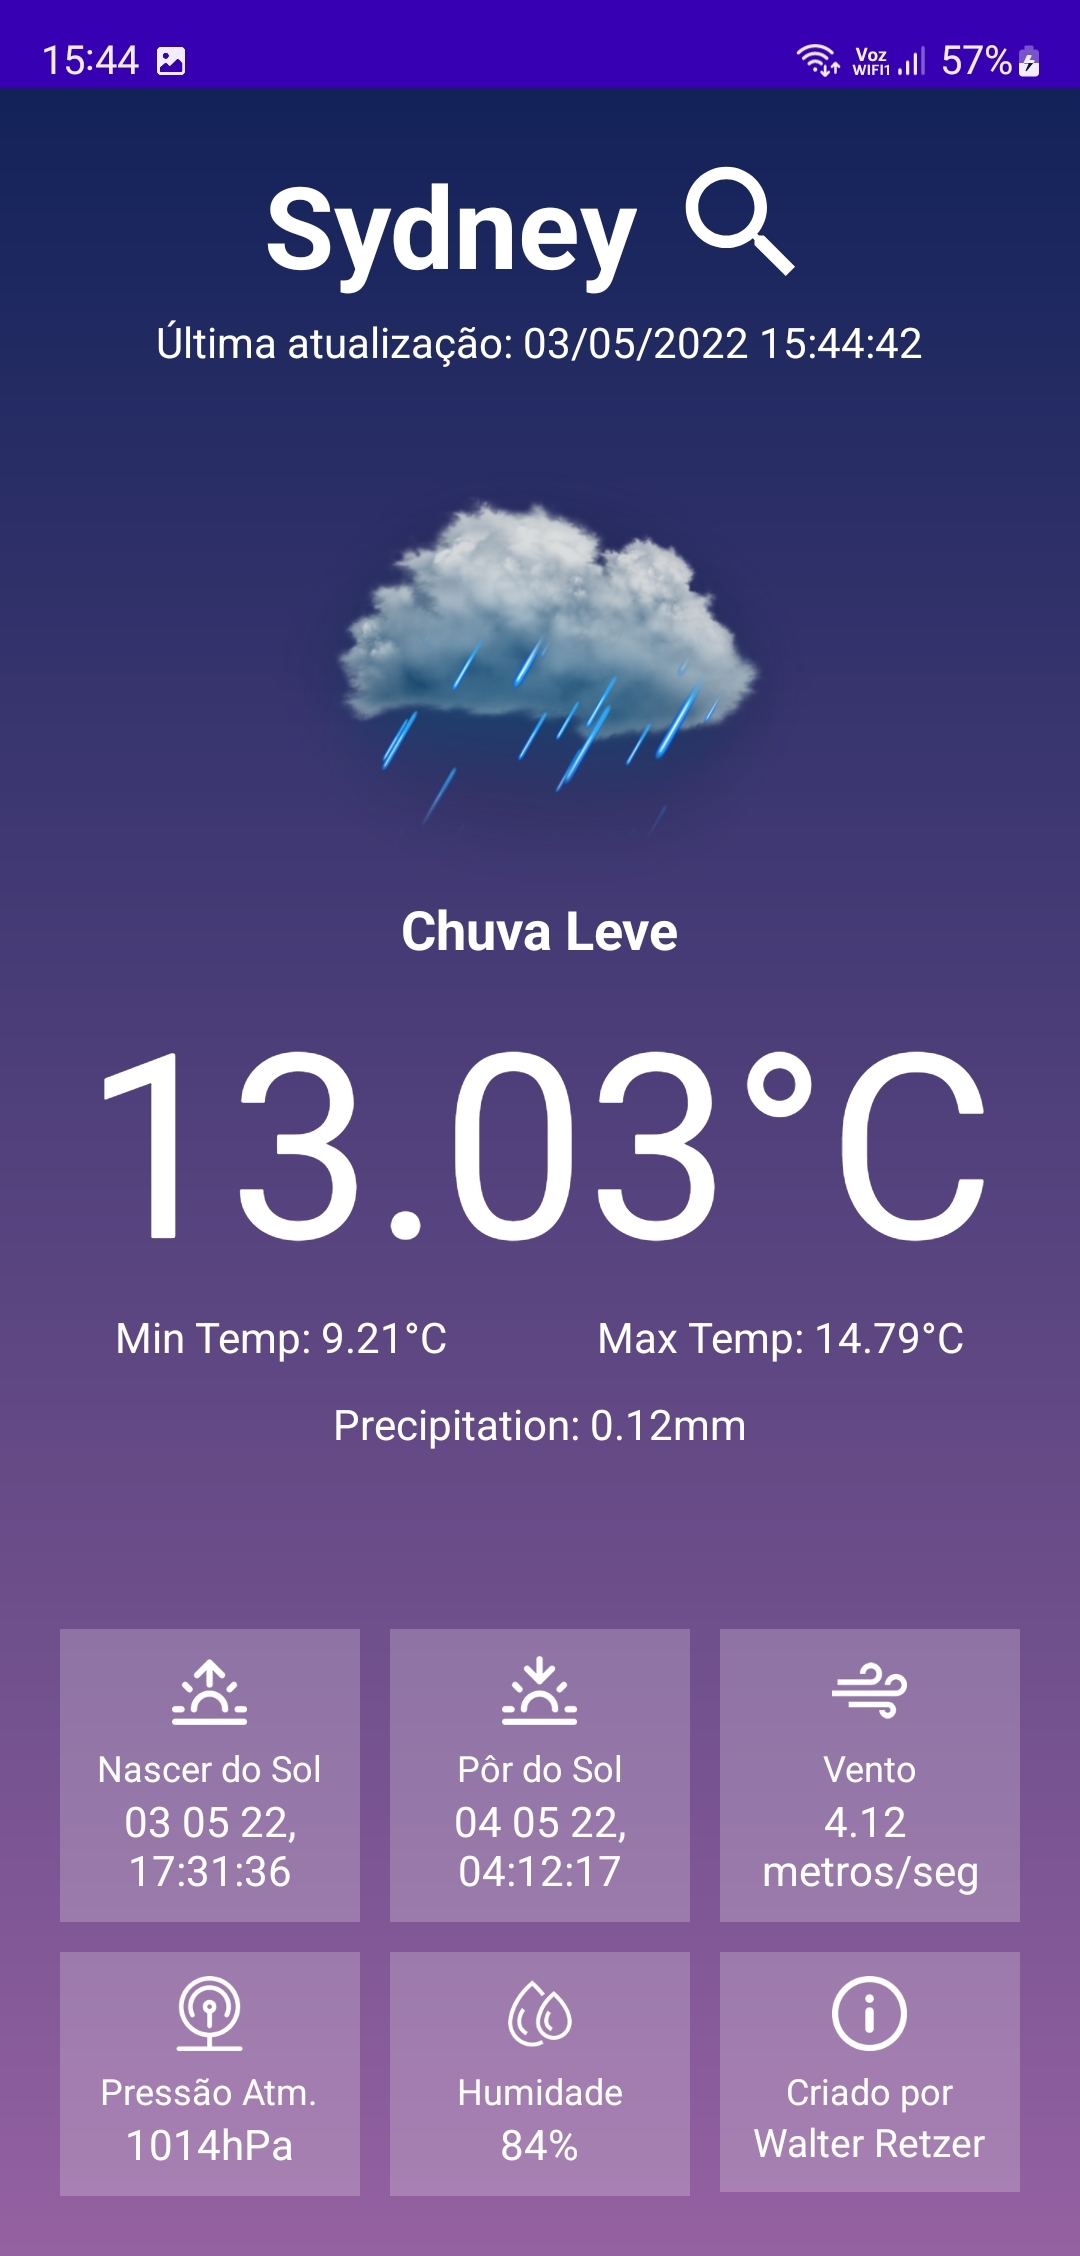 15:44 Voz WIFI1 57%
Sydney
Última atualização: 03/05/2022 15:44:42
Chuva Leve
13.03°C
Min Temp: 9.21°C Max Temp: 14.79°C
Precipitation: 0.12mm
Nascer do Sol
03 05 22,
17:31:36
Pôr do Sol
04 05 22,
04:12:17
Vento
4.12
metros/seg
Pressão Atm.
1014hPa
Humidade
84%
Criado por
Walter Retzer